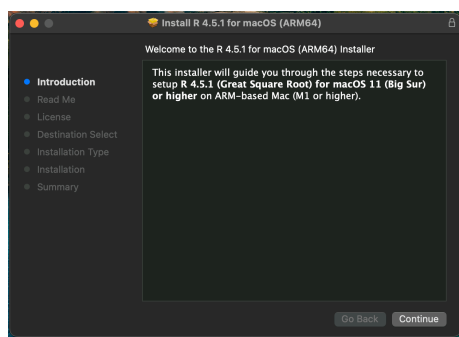 Install R 4.5.1 for macOS (ARM64)
Welcome to the R 4.5.1 for macOS (ARM64) Installer
Introduction
Read Me
License
Destination Select
Installation Type
Installation
Summary
This installer will guide you through the steps necessary to
setup R 4.5.1 (Great Square Root) for macOS 11 (Big Sur)
or higher on ARM-based Mac (M1 or higher).
Go Back
Continue